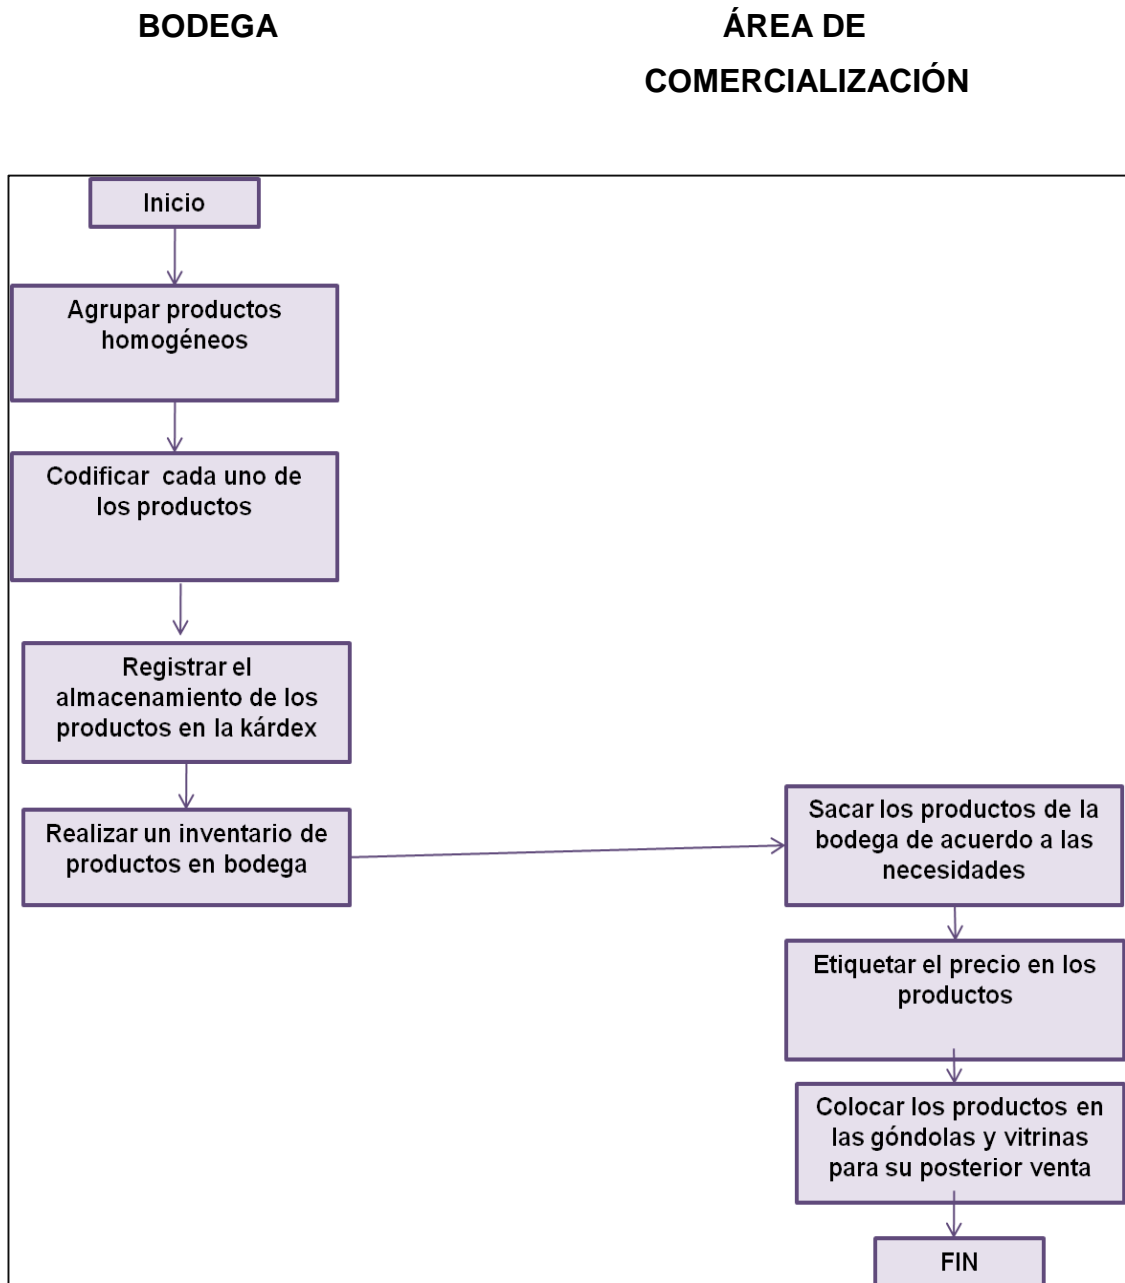 BODEGA
ÁREA DE
COMERCIALIZACIÓN
Inicio
Agrupar productos
homogéneos
Codificar cada uno de
los productos
Registrar el
almacenamiento de los
productos en la kárdex
Realizar un inventario de
productos en bodega
Sacar los productos de la
bodega de acuerdo a las
necesidades
Etiquetar el precio en los
productos
Colocar los productos en
las góndolas y vitrinas
para su posterior venta
FIN